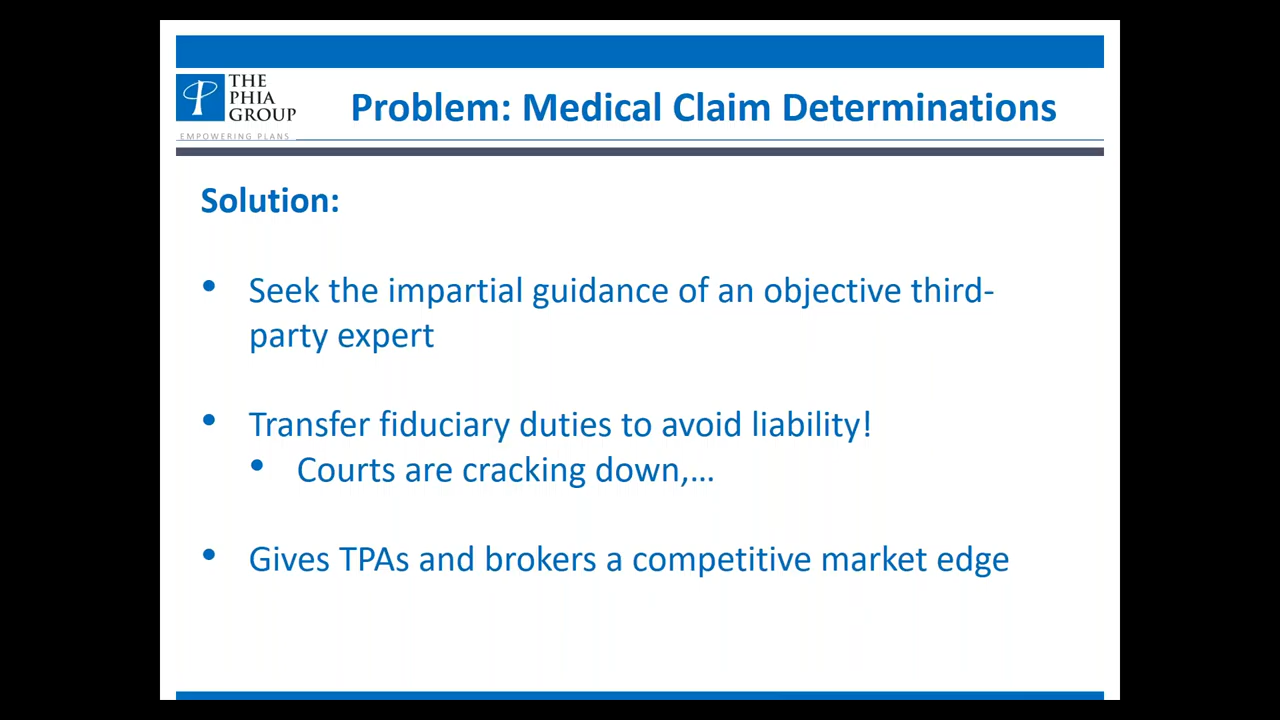 THE
PHIA
GROUP
EMPOWERING PLANS
Problem: Medical Claim Determinations
Solution:
• Seek the impartial guidance of an objective third-
party expert
• Transfer fiduciary duties to avoid liability!
• Courts are cracking down,...
• Gives TPAs and brokers a competitive market edge